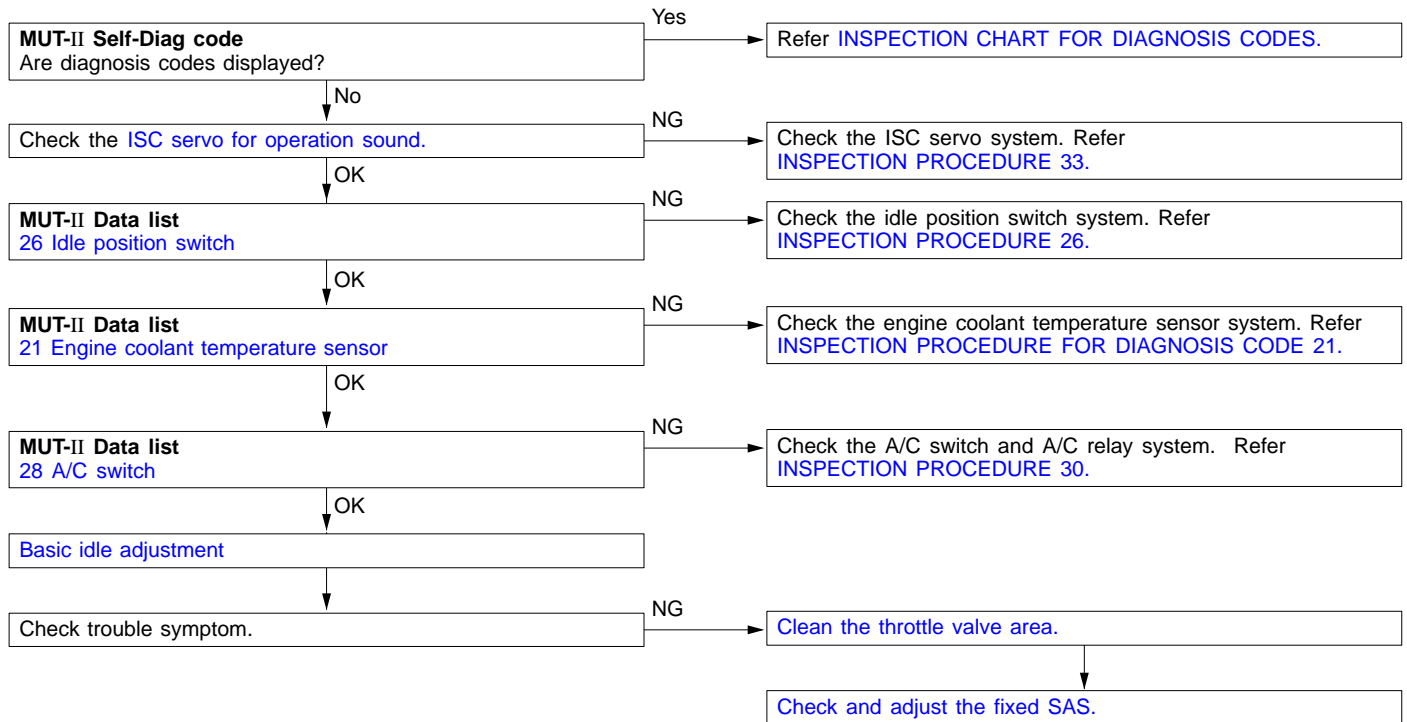 MUT-II Self-Diag code
Are diagnosis codes displayed?
Yes
Refer INSPECTION CHART FOR DIAGNOSIS CODES.
No
Check the ISC servo for operation sound.
NG
Check the ISC servo system. Refer
INSPECTION PROCEDURE 33.
OK
MUT-II Data list
26 Idle position switch
NG
Check the idle position switch system. Refer
INSPECTION PROCEDURE 26.
OK
MUT-II Data list
21 Engine coolant temperature sensor
NG
Check the engine coolant temperature sensor system. Refer
INSPECTION PROCEDURE FOR DIAGNOSIS CODE 21.
OK
MUT-II Data list
28 A/C switch
NG
Check the A/C switch and A/C relay system. Refer
INSPECTION PROCEDURE 30.
OK
Basic idle adjustment
Check trouble symptom.
NG
Clean the throttle valve area.
Check and adjust the fixed SAS.